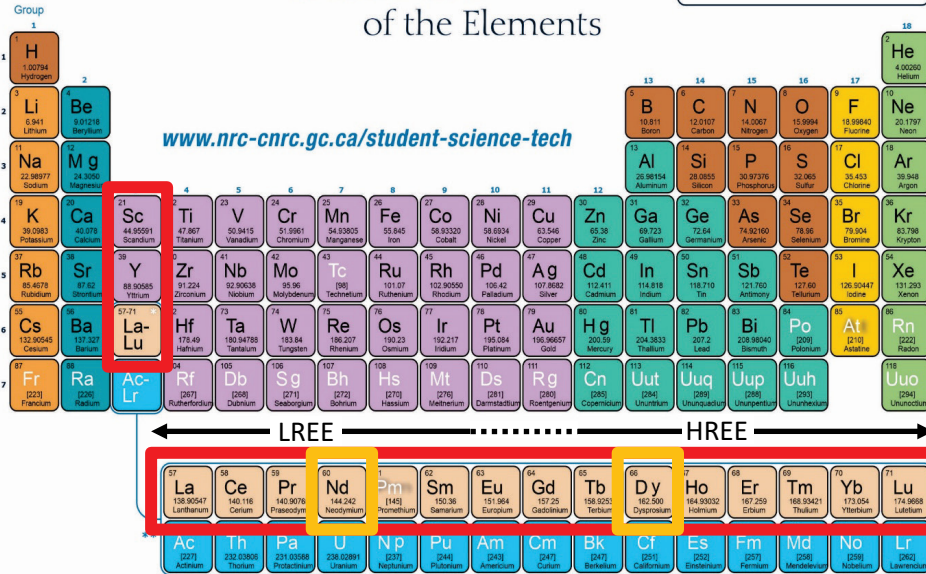 Group
of the Elements
1
18
1
H
1.00794
Hydrogen
2
He
4.00260
Helium
2
13
14
15
16
17
3
Li
6.941
Lithium
4
Be
9.01218
Beryllium
5
B
10.811
Boron
6
C
12.0107
Carbon
7
N
14.0067
Nitrogen
8
O
15.9994
Oxygen
9
F
18.99840
Fluorine
10
Ne
20.1797
Neon
www.nrc-cnrc.gc.ca/student-science-tech
11
Na
22.98977
Sodium
12
Mg
24.3050
Magnesium
13
Al
26.98154
Aluminum
14
Si
28.0855
Silicon
15
P
30.97376
Phosphorus
16
S
32.065
Sulfur
17
Cl
35.453
Chlorine
18
Ar
39.948
Argon
4
5
6
7
8
9
10
11
12
19
K
39.0983
Potassium
20
Ca
40.078
Calcium
21
Sc
44.95591
Scandium
Ti
47.867
Titanium
23
V
50.9415
Vanadium
24
Cr
51.9961
Chromium
25
Mn
54.93805
Manganese
26
Fe
55.845
Iron
27
Co
58.93320
Cobalt
28
Ni
58.6934
Nickel
29
Cu
63.546
Copper
30
Zn
65.38
Zinc
31
Ga
69.723
Gallium
32
Ge
72.64
Germanium
33
As
74.92160
Arsenic
34
Se
78.96
Selenium
35
Br
79.904
Bromine
36
Kr
83.798
Krypton
37
Rb
85.4678
Rubidium
38
Sr
87.62
Strontium
39
Y
88.90585
Yttrium
Zr
91.224
Zirconium
41
Nb
92.90638
Niobium
42
Mo
95.96
Molybdenum
43
Tc
[98]
Technetium
44
Ru
101.07
Ruthenium
45
Rh
102.90550
Rhodium
46
Pd
106.42
Palladium
47
Ag
107.8682
Silver
48
Cd
112.411
Cadmium
49
In
114.818
Indium
50
Sn
118.710
Tin
51
Sb
121.760
Antimony
52
Te
127.60
Tellurium
53
I
126.90447
Iodine
54
Xe
131.293
Xenon
55
Cs
132.90545
Cesium
56
Ba
137.327
Barium
57-71
La-
Lu
Hf
178.49
Hafnium
73
Ta
180.94788
Tantalum
74
W
183.84
Tungsten
75
Re
186.207
Rhenium
76
Os
190.23
Osmium
77
Ir
192.217
Iridium
78
Pt
195.084
Platinum
79
Au
196.96657
Gold
80
Hg
200.59
Mercury
81
Tl
204.3833
Thallium
82
Pb
207.2
Lead
83
Bi
208.98040
Bismuth
84
Po
[209]
Polonium
85
At
[210]
Astatine
86
Rn
[222]
Radon
87
Fr
[223]
Francium
88
Ra
[226]
Radium
Ac-
Lr
104
Rf
[267]
Rutherfordium
105
Db
[268]
Dubnium
106
Sg
[271]
Seaborgium
107
Bh
[272]
Bohrium
108
Hs
[270]
Hassium
109
Mt
[276]
Meitnerium
110
Ds
[281]
Darmstadtium
111
Rg
[280]
Roentgenium
112
Cn
[285]
Copernicium
113
Uut
[284]
Ununtrium
114
Uuq
[289]
Ununquadium
115
Uup
[288]
Ununpentium
116
Uuh
[293]
Ununhexium
118
Uuo
[294]
Ununoctium
LREE
HREE
57
La
138.90547
Lanthanum
58
Ce
140.116
Cerium
59
Pr
140.9076
Praseodym
60
Nd
144.242
Neodymium
Pm
[145]
Promethium
62
Sm
150.36
Samarium
63
Eu
151.964
Europium
64
Gd
157.25
Gadolinium
65
Tb
158.9253
Terbium
66
Dy
162.500
Dysprosium
67
Ho
164.93032
Holmium
68
Er
167.259
Erbium
69
Tm
168.93421
Thulium
70
Yb
173.054
Ytterbium
71
Lu
174.9668
Lutetium
**
Ac
[227]
Actinium
Th
232.03806
Thorium
Pa
231.03588
Protactinium
U
238.02891
Uranium
Np
[237]
Neptunium
Pu
[244]
Plutonium
Am
[243]
Americium
Cm
[247]
Curium
Bk
[247]
Berkelium
Cf
[251]
Californium
Es
[252]
Einsteinium
Fm
[257]
Fermium
Md
[258]
Mendelevium
No
[259]
Nobelium
Lr
[262]
Lawrencium